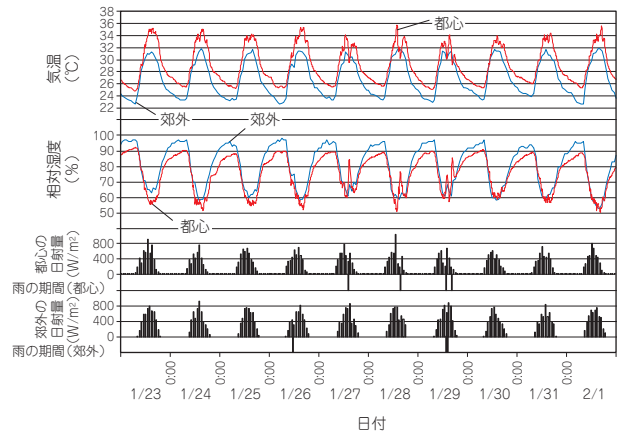 38
36
34
32
30
28
26
24
22
気温
(℃)
都心
郊外
郊外
100
90
80
70
60
50
相対湿度
(%)
都心
800
400
0
都心の
日射量
(W/m²)
雨の期間(都心)
800
400
0
郊外の
日射量
(W/m²)
雨の期間(郊外)
0:00 0:00 0:00 0:00 0:00 0:00 0:00 0:00 0:00
1/23 1/24 1/25 1/26 1/27 1/28 1/29 1/30 1/31 2/1
日付